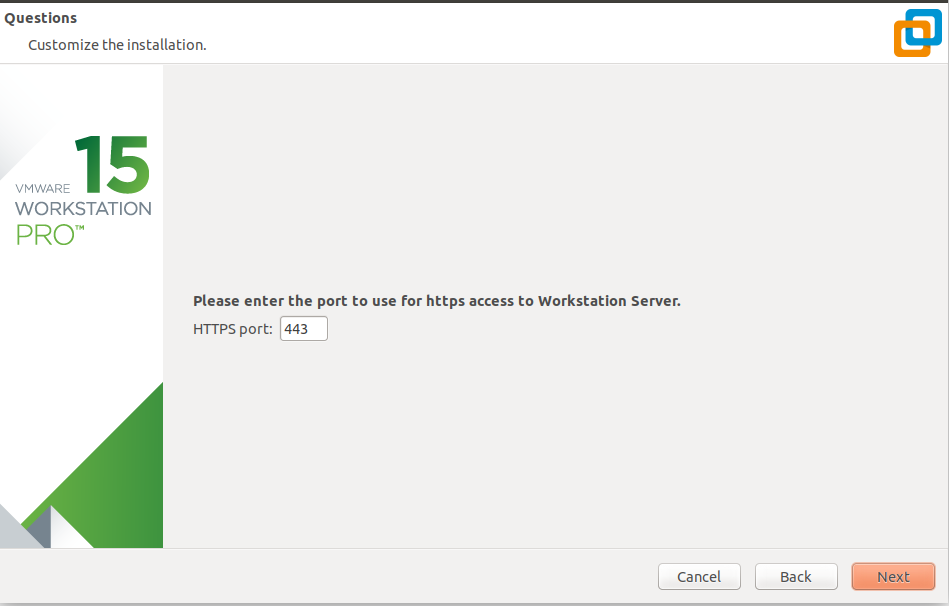 Questions
Customize the installation.
15
VMWARE
WORKSTATION
PRO™
Please enter the port to use for https access to Workstation Server.
HTTPS port: 443
Cancel Back Next